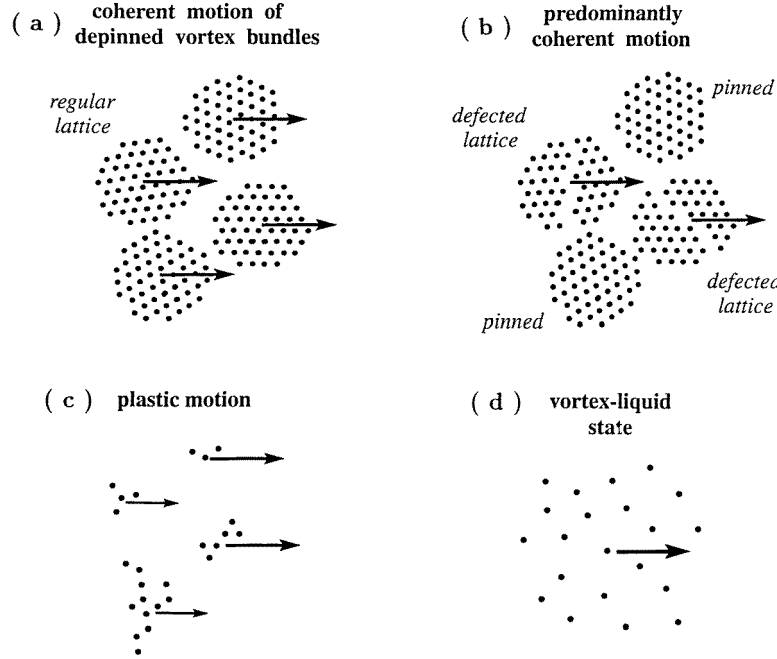 ( a )
coherent motion of
depinned vortex bundles
regular
lattice
( b )
predominantly
coherent motion
pinned
defected
lattice
pinned
defected
lattice
( c ) plastic motion
( d )
vortex-liquid
state